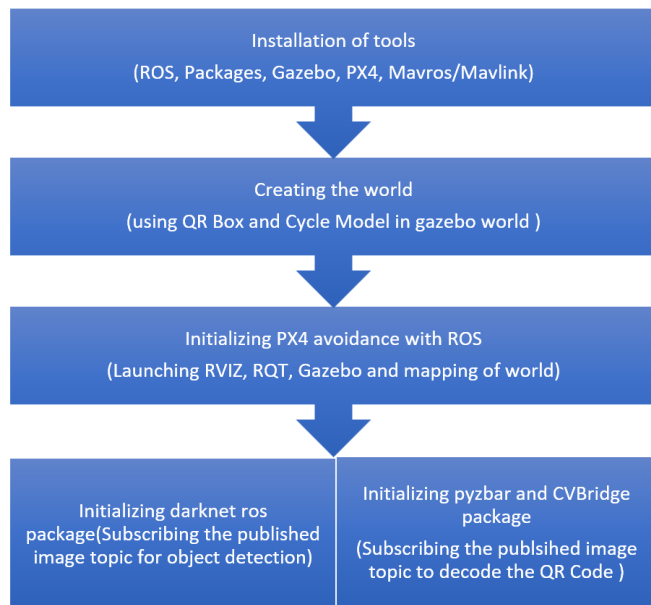 Installation of tools
(ROS, Packages, Gazebo, PX4, Mavros/Mavlink)
Creating the world
(using QR Box and Cycle Model in gazebo world )
Initializing PX4 avoidance with ROS
(Launching RVIZ, RQT, Gazebo and mapping of world)
Initializing darknet ros
package(Subscribing the published
image topic for object detection)
Initializing pyzbar and CVBridge
package
(Subscribing the publsihed image
topic to decode the QR Code )